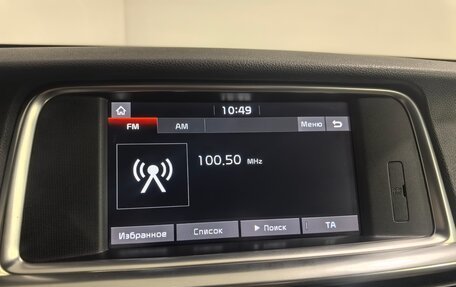 10:49
FM AM Меню
100.50 MHz
Избранное Список Поиск TA